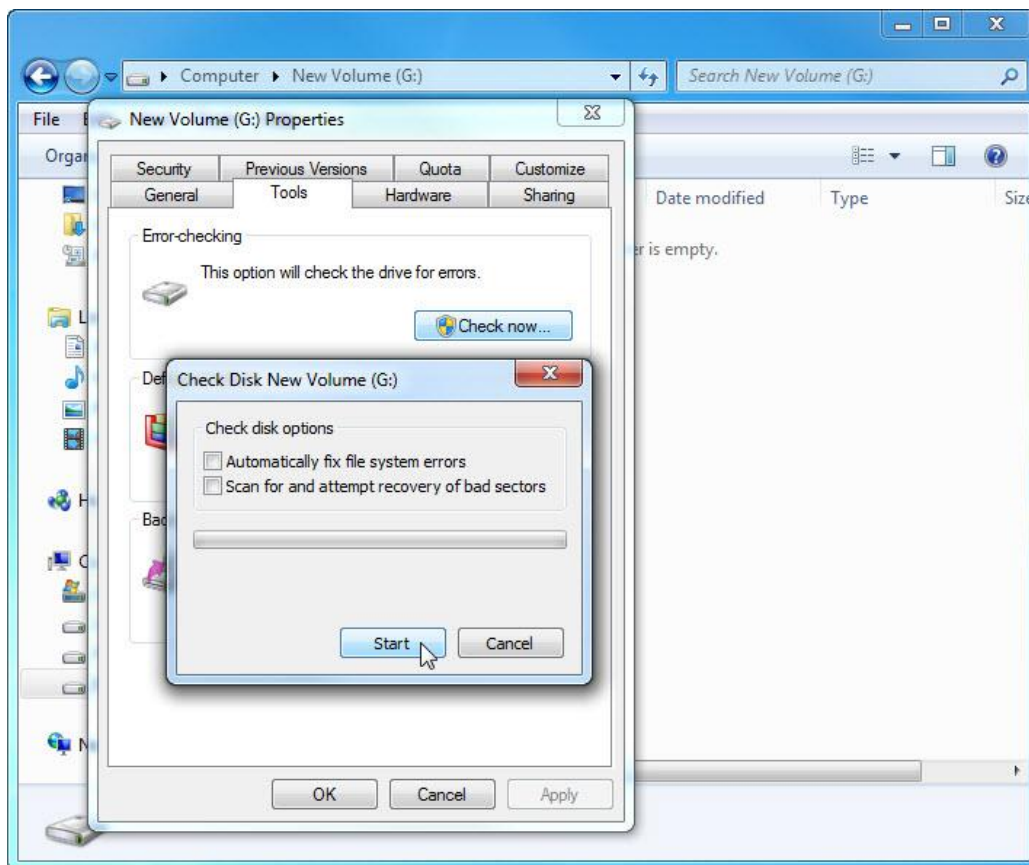 Computer New Volume (G:) Search New Volume (G:)
File
New Volume (G:) Properties
Security Previous Versions Quota Customize
General Tools Hardware Sharing
Date modified Type Size
Error-checking
This option will check the drive for errors.
is empty.
Check now...
Check Disk New Volume (G:)
Check disk options
Automatically fix file system errors
Scan for and attempt recovery of bad sectors
Start Cancel
OK Cancel Apply